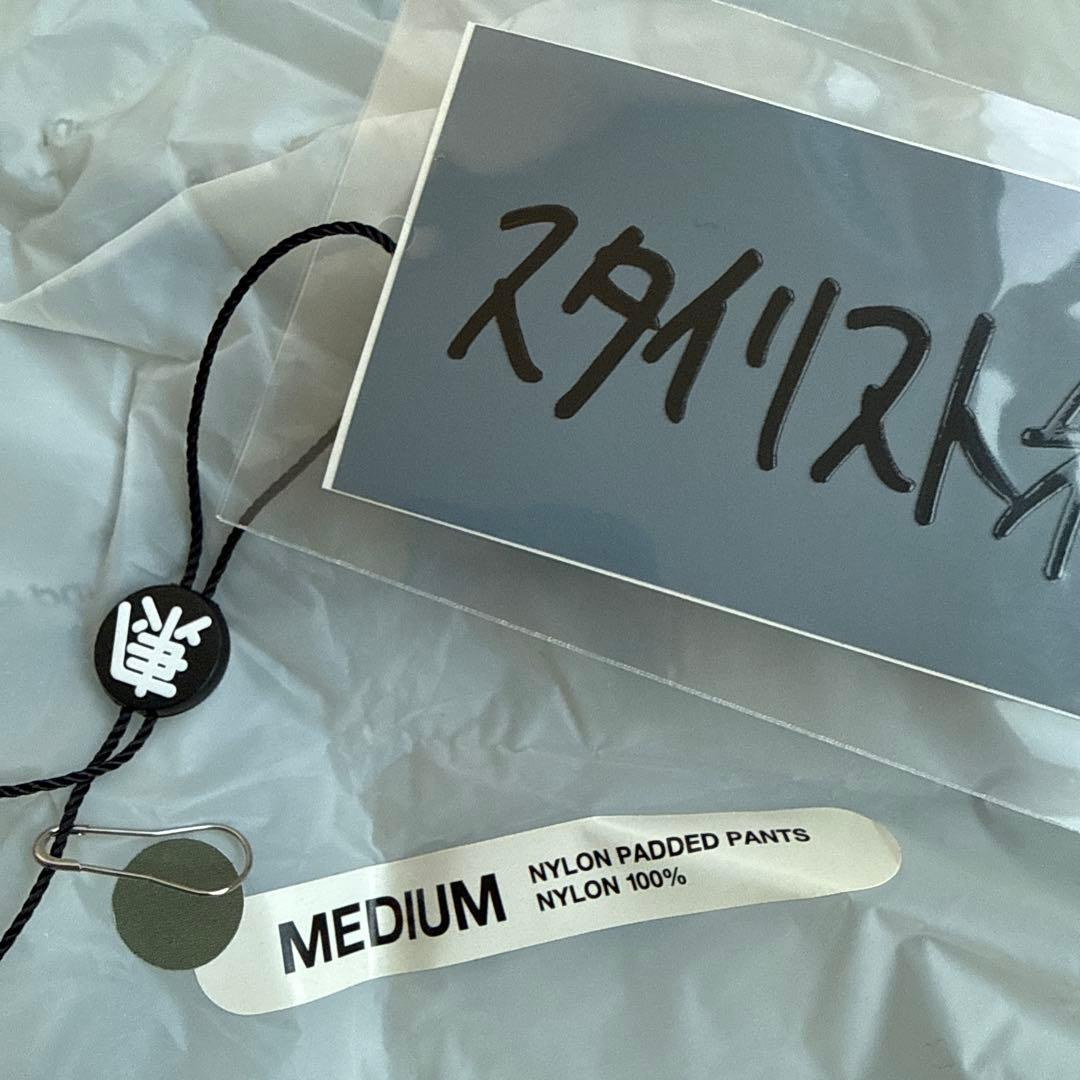 スタイリスト
MEDIUM
NYLON PADDED PANTS
NYLON 100%